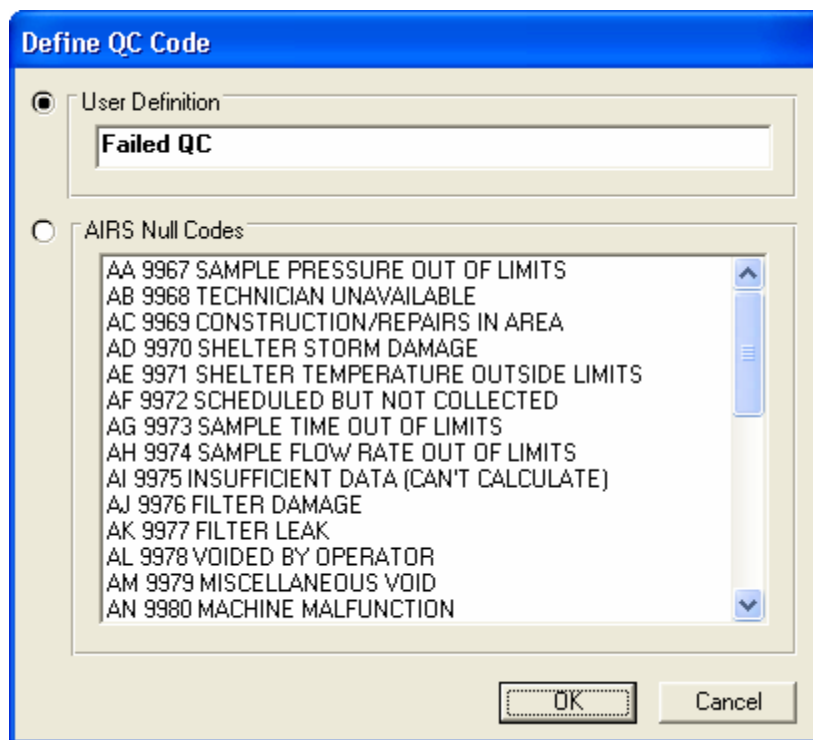 Define QC Code
User Definition
Failed QC
AIRS Null Codes
AA 9967 SAMPLE PRESSURE OUT OF LIMITS
AB 9968 TECHNICIAN UNAVAILABLE
AC 9969 CONSTRUCTION/REPAIRS IN AREA
AD 9970 SHELTER STORM DAMAGE
AE 9971 SHELTER TEMPERATURE OUTSIDE LIMITS
AF 9972 SCHEDULED BUT NOT COLLECTED
AG 9973 SAMPLE TIME OUT OF LIMITS
AH 9974 SAMPLE FLOW RATE OUT OF LIMITS
AI 9975 INSUFFICIENT DATA (CAN'T CALCULATE)
AJ 9976 FILTER DAMAGE
AK 9977 FILTER LEAK
AL 9978 VOIDED BY OPERATOR
AM 9979 MISCELLANEOUS VOID
AN 9980 MACHINE MALFUNCTION
OK Cancel